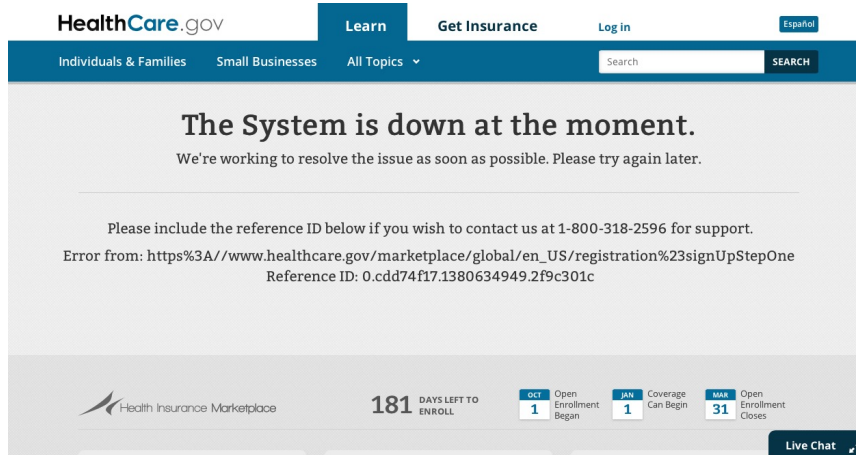 HealthCare.gov
Learn
Get Insurance
Log in
Español
Individuals & Families
Small Businesses
All Topics
Search
SEARCH
The System is down at the moment.
We're working to resolve the issue as soon as possible. Please try again later.
Please include the reference ID below if you wish to contact us at 1-800-318-2596 for support.
Error from: https%3A//www.healthcare.gov/marketplace/global/en_US/registration%23signUpStepOne
Reference ID: 0.cdd74f17.1380634949.2f9c301c
Health Insurance Marketplace
181
DAYS LEFT TO
ENROLL
OCT
1
Open
Enrollment
Began
JAN
1
Coverage
Can Begin
MAR
31
Open
Enrollment
Closes
Live Chat